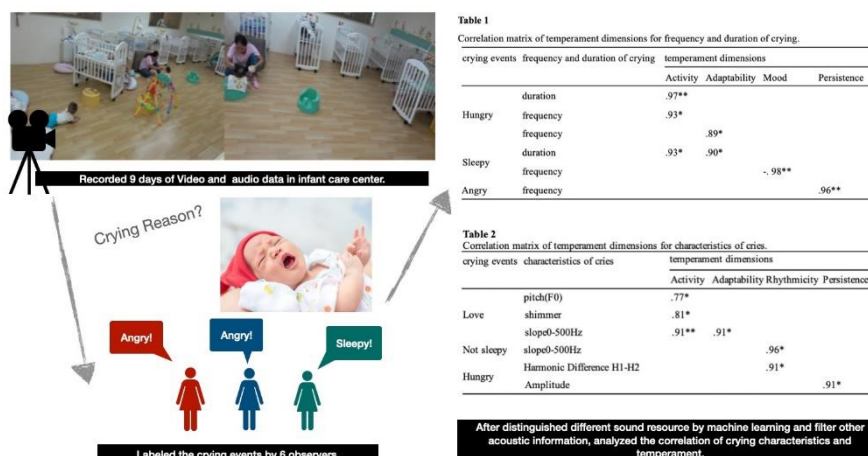 Recorded 9 days of Video and audio data in infant care center.
Crying Reason?
Angry!
Angry!
Sleepy!
Labeled the crying events by 6 observers
Table 1
Correlation matrix of temperament dimensions for frequency and duration of crying.
crying events frequency and duration of crying temperament dimensions
Activity Adaptability Mood Persistence
duration .97**
Hungry frequency .93*
frequency .89*
Sleepy duration .93* .90*
frequency -. 98**
Angry frequency .96**
Table 2
Correlation matrix of temperament dimensions for characteristics of cries.
crying events characteristics of cries temperament dimensions
Activity Adaptability Rhythmicity Persistence
pitch(F0) .77*
Love shimmer .81*
slope0-500Hz .91** .91*
Not sleepy slope0-500Hz .96*
Hungry Harmonic Difference H1-H2 .91*
Amplitude .91*
After distinguished different sound resource by machine learning and filter other
acoustic information, analyzed the correlation of crying characteristics and
temperament.